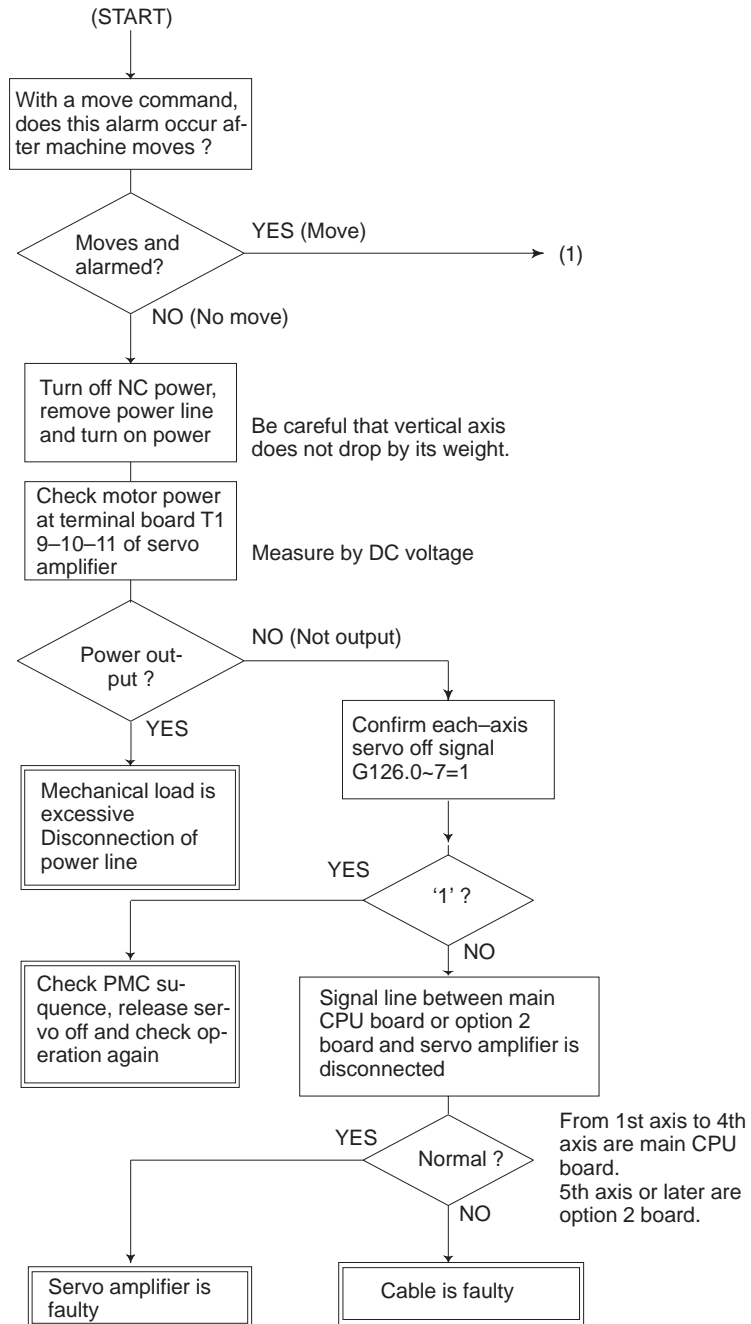 (START)
With a move command,
does this alarm occur af-
ter machine moves ?
Moves and
alarmed?
YES (Move)
(1)
NO (No move)
Turn off NC power,
remove power line
and turn on power
Be careful that vertical axis
does not drop by its weight.
Check motor power
at terminal board T1
9–10–11 of servo
amplifier
Measure by DC voltage
Power out-
put ?
NO (Not output)
YES
Mechanical load is
excessive
Disconnection of
power line
Confirm each–axis
servo off signal
G126.0~7=1
'1' ?
YES
NO
Check PMC su-
quence, release ser-
vo off and check op-
eration again
Signal line between main
CPU board or option 2
board and servo amplifier is
disconnected
From 1st axis to 4th
axis are main CPU
board.
5th axis or later are
option 2 board.
Normal ?
YES
NO
Servo amplifier is
faulty
Cable is faulty